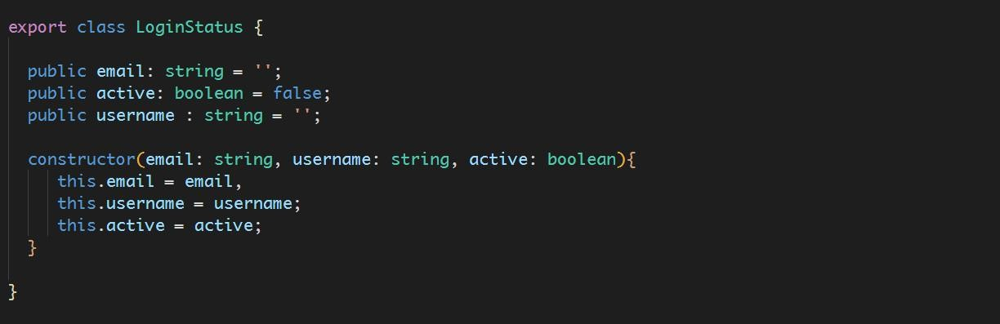 export class LoginStatus {
public email: string = '';
public active: boolean = false;
public username : string = '';
constructor(email: string, username: string, active: boolean){
this.email = email,
this.username = username;
this.active = active;
}
}